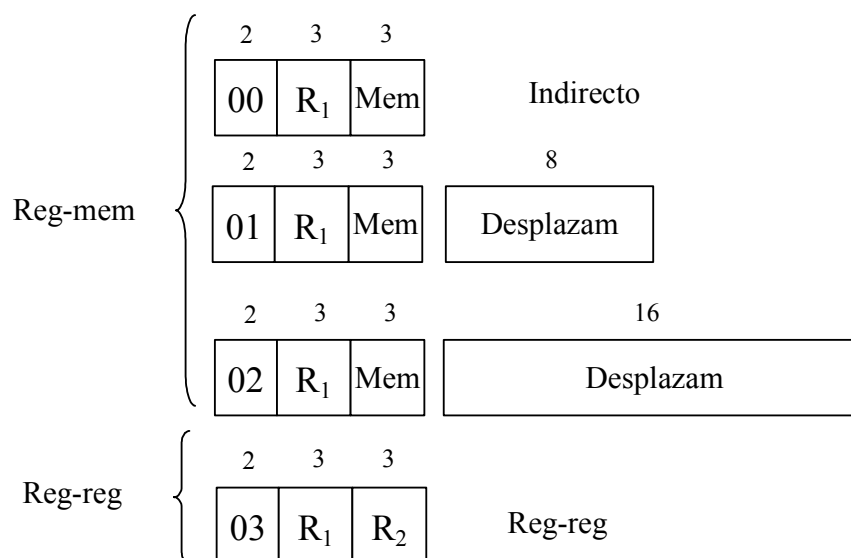 2 3 3
00 R₁ Mem Indirecto
2 3 3 8
Reg-mem 01 R₁ Mem Desplazam
2 3 3 16
02 R₁ Mem Desplazam
2 3 3
Reg-reg 03 R₁ R₂ Reg-reg